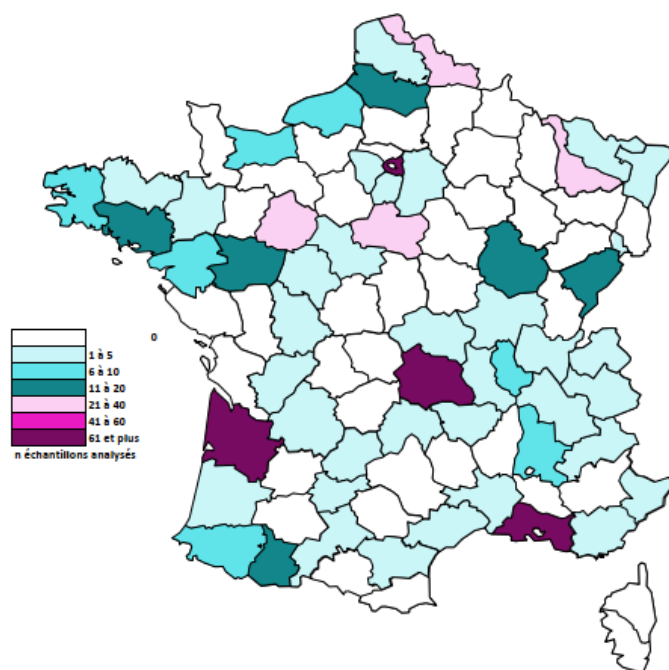 0
1 à 5
6 à 10
11 à 20
21 à 40
41 à 60
61 et plus
n échantillons analysés